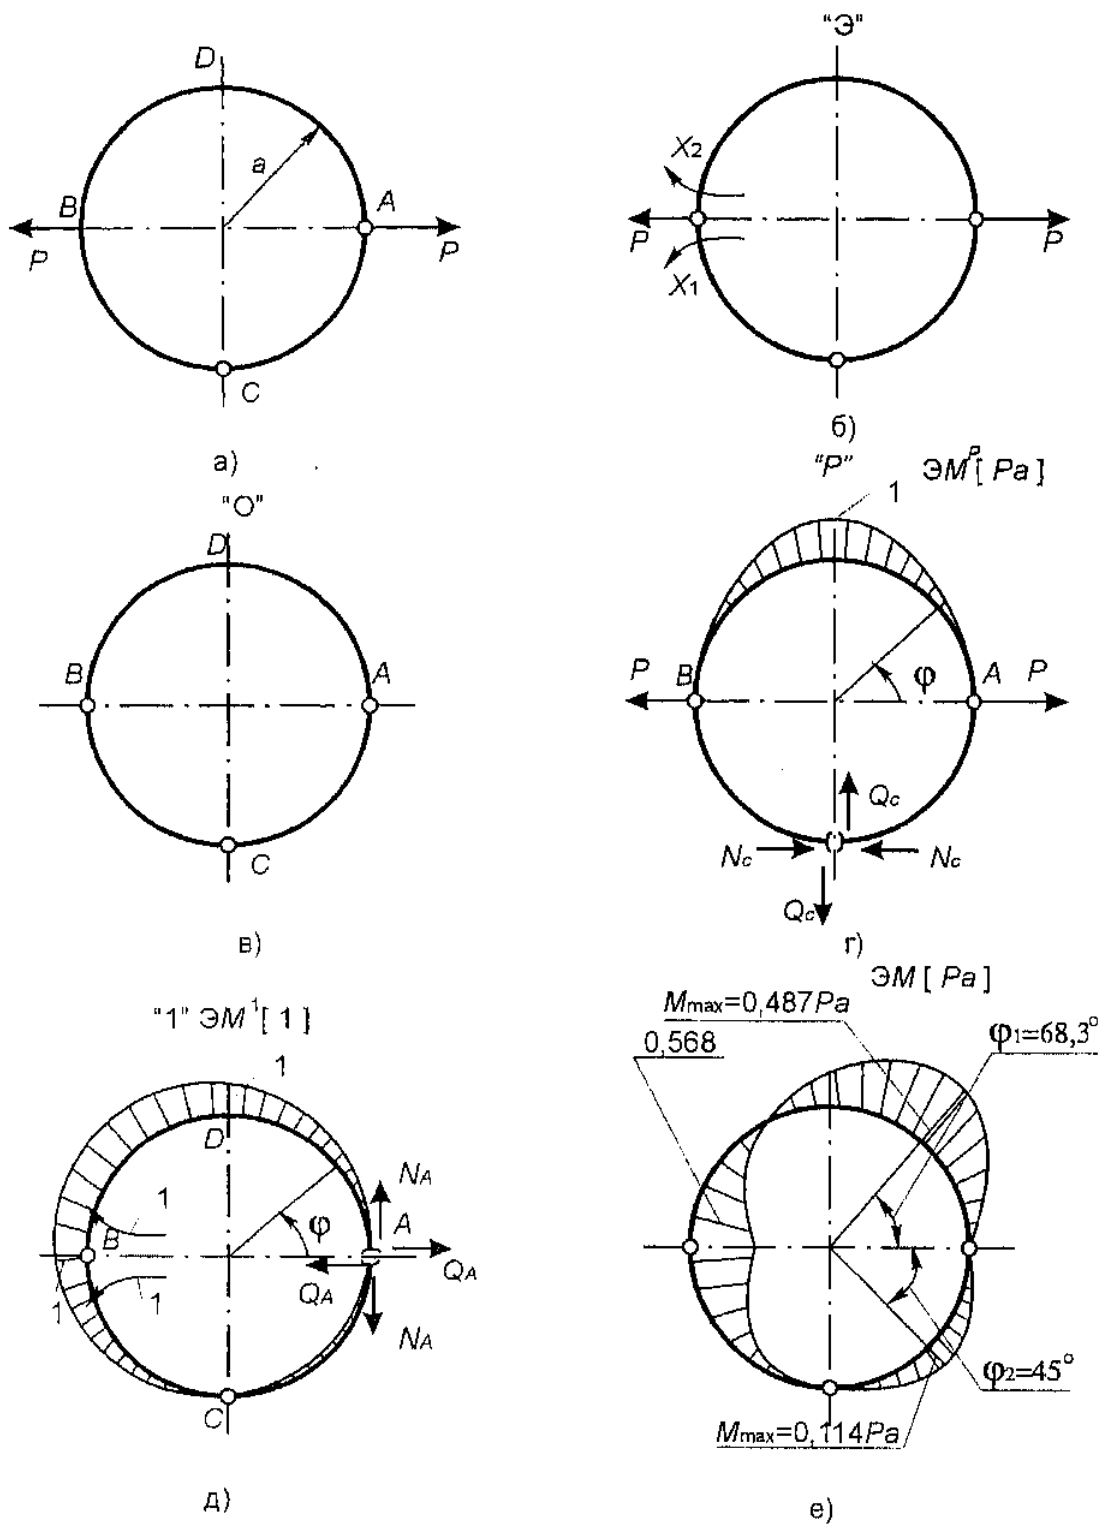 D
a
B
A
P
P
C
а)
"Э"
X2
P
P
X1
б)
"О"
D
B
A
C
в)
"P"
ЭМᴾ[Pa]
1
P
B
A
P
φ
Qc
Nc
Nc
Qc
г)
"1" ЭМ¹[1]
1
D
NA
1
φ
A
B
QA
QA
1
1
NA
C
д)
ЭМ[Pa]
Mmax=0,487Pa
0,568
φ1=68,3°
φ2=45°
Mmax=0,114Pa
е)